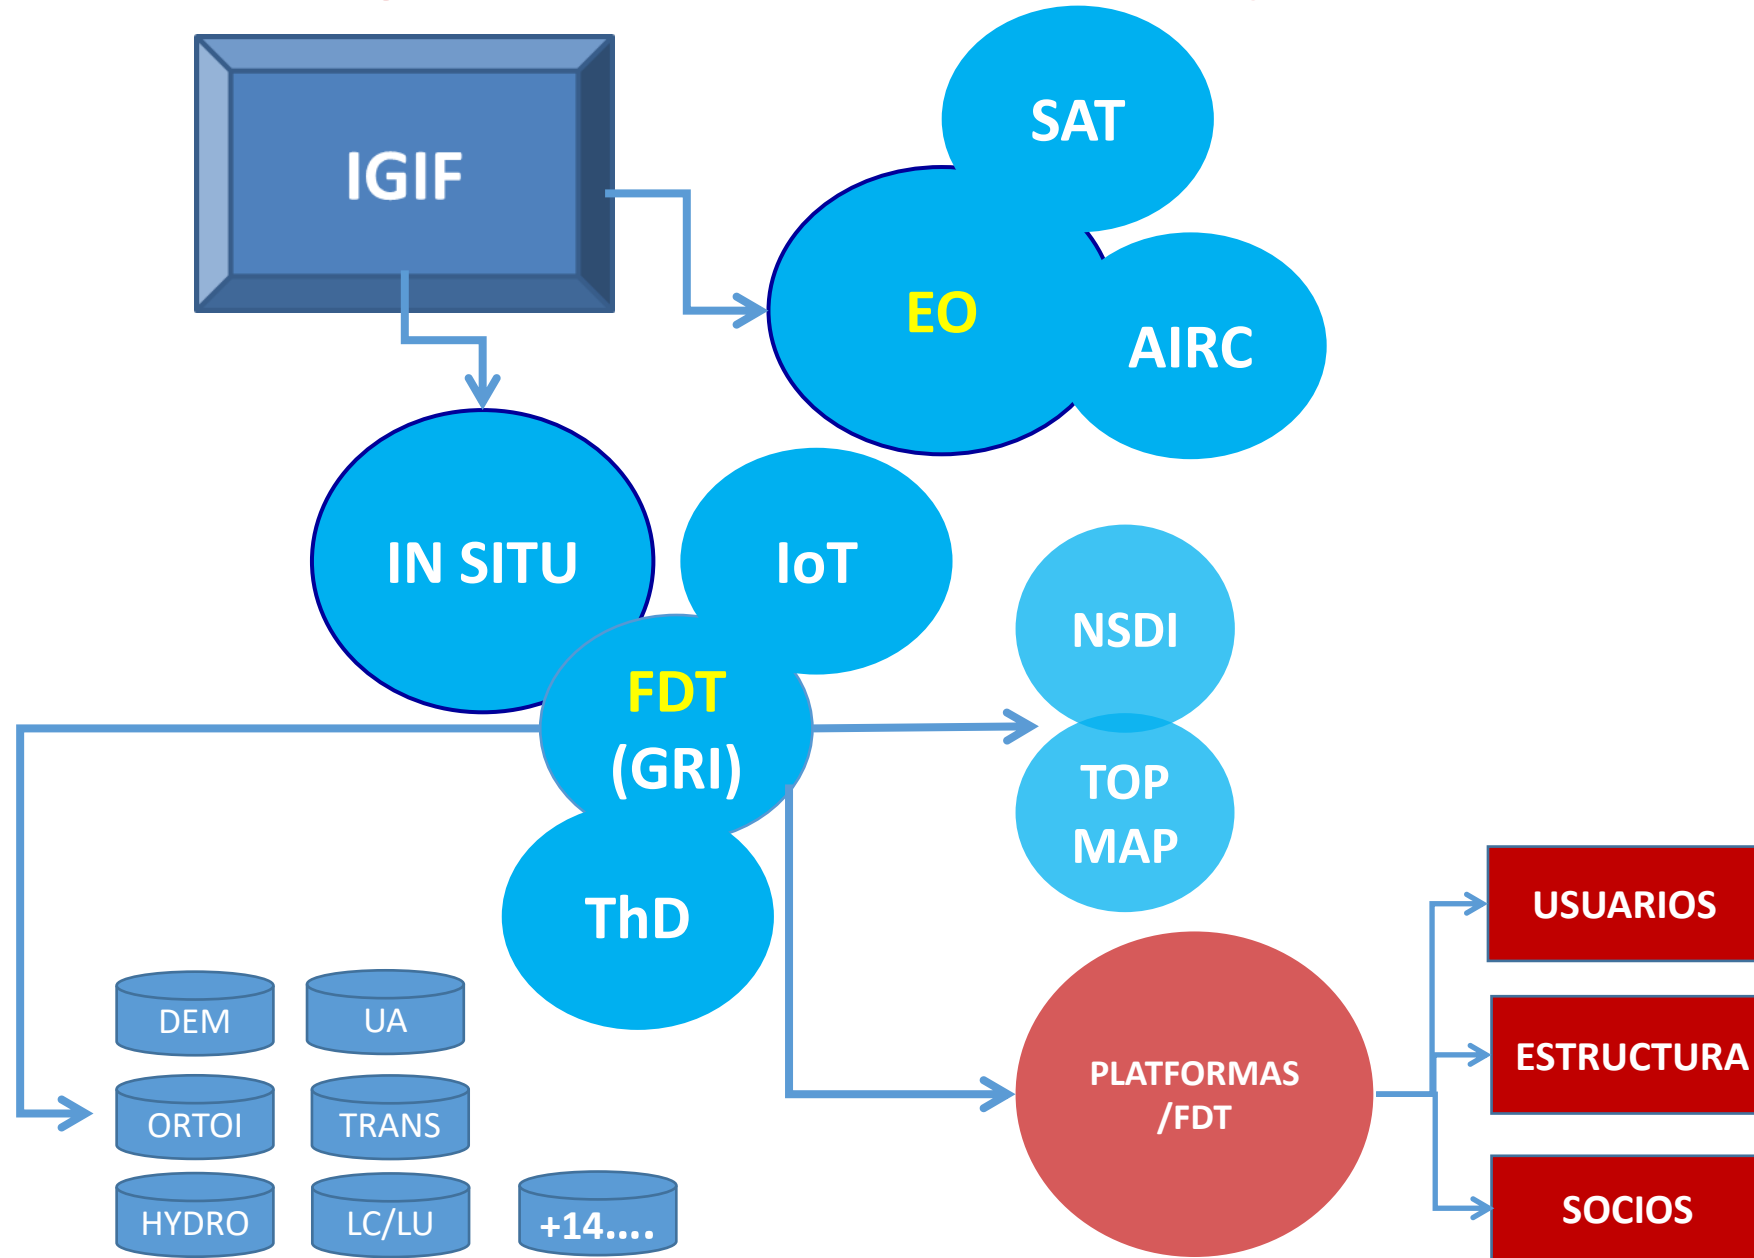 SAT
IGIF
EO
AIRC
IN SITU
IoT
NSDI
FDT
(GRI)
TOP
MAP
ThD
USUARIOS
DEM
UA
PLATFORMAS
/FDT
ESTRUCTURA
ORTOI
TRANS
HYDRO
LC/LU
+14....
SOCIOS